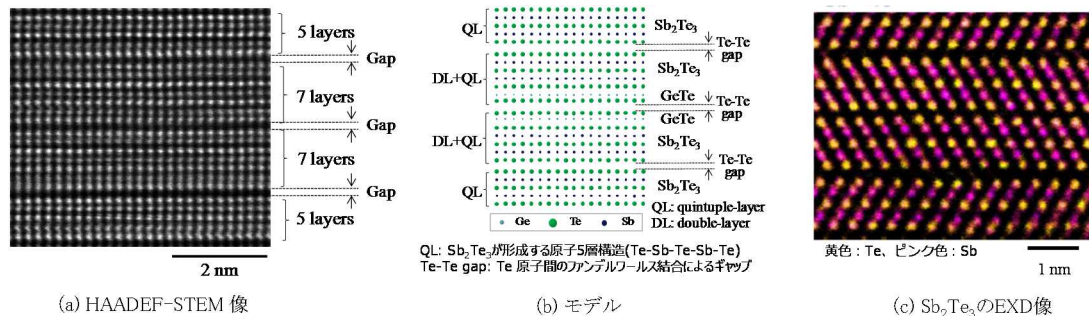 5 layers
Gap
7 layers
Gap
7 layers
Gap
5 layers
2 nm
(a) HAADEF-STEM 像
QL
Sb₂Te₃
Te-Te
gap
DL+QL
Sb₂Te₃
GeTe
Te-Te
gap
GeTe
DL+QL
Sb₂Te₃
Te-Te
gap
QL
Sb₂Te₃
QL: quintuple-layer
DL: double-layer
Ge Te Sb
QL: Sb₂Te₃が形成する原子5層構造(Te-Sb-Te-Sb-Te)
Te-Te gap: Te 原子間のファンデルワールス結合によるギャップ
(b) モデル
黄色：Te、ピンク色：Sb
1 nm
(c) Sb₂Te₃のEXD像